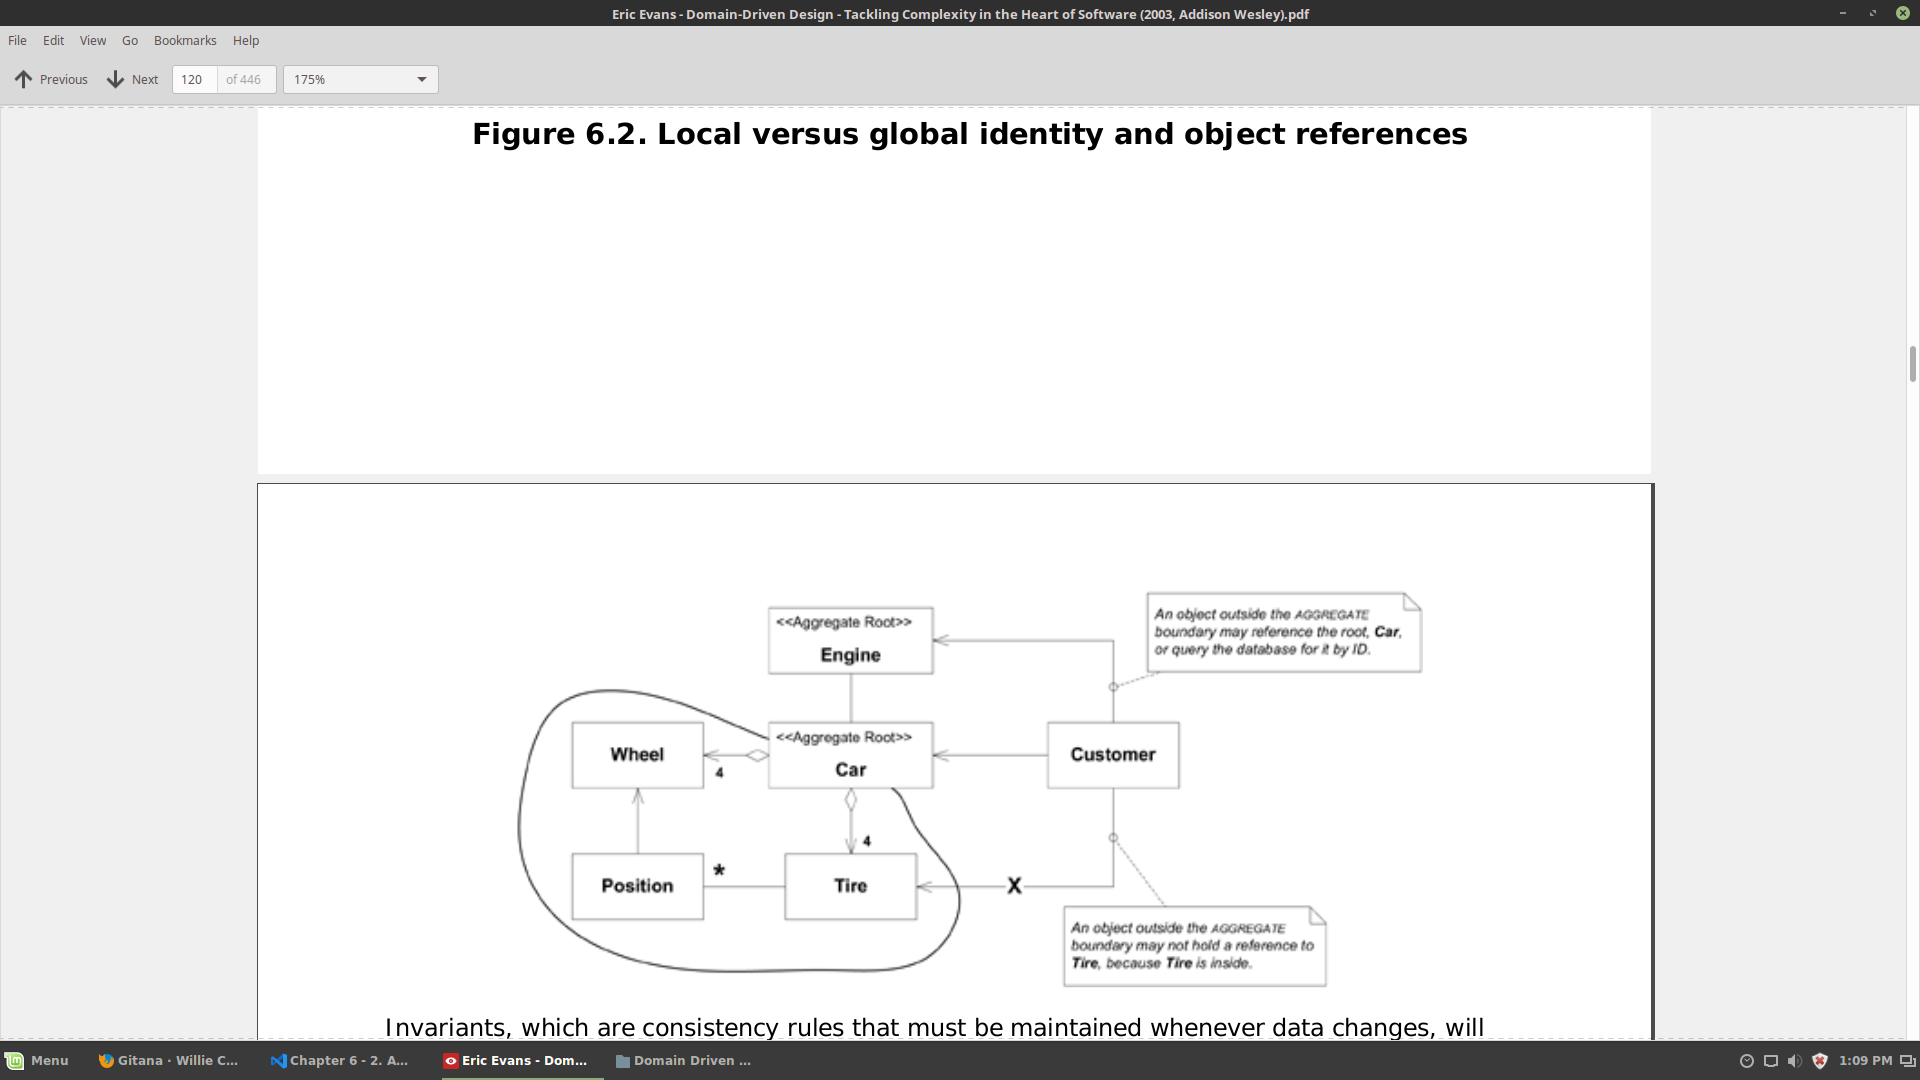 Eric Evans - Domain-Driven Design - Tackling Complexity in the Heart of Software (2003, Addison Wesley).pdf
File Edit View Go Bookmarks Help
Previous Next 120 of 446 175%
Figure 6.2. Local versus global identity and object references
<<Aggregate Root>>
Engine
An object outside the AGGREGATE
boundary may reference the root, Car,
or query the database for it by ID.
Wheel
4
<<Aggregate Root>>
Car
Customer
4
Position
*
Tire
X
An object outside the AGGREGATE
boundary may not hold a reference to
Tire, because Tire is inside.
Invariants, which are consistency rules that must be maintained whenever data changes, will
Menu Gitana · Willie C... Chapter 6 - 2. A... Eric Evans - Dom... Domain Driven ... 1:09 PM